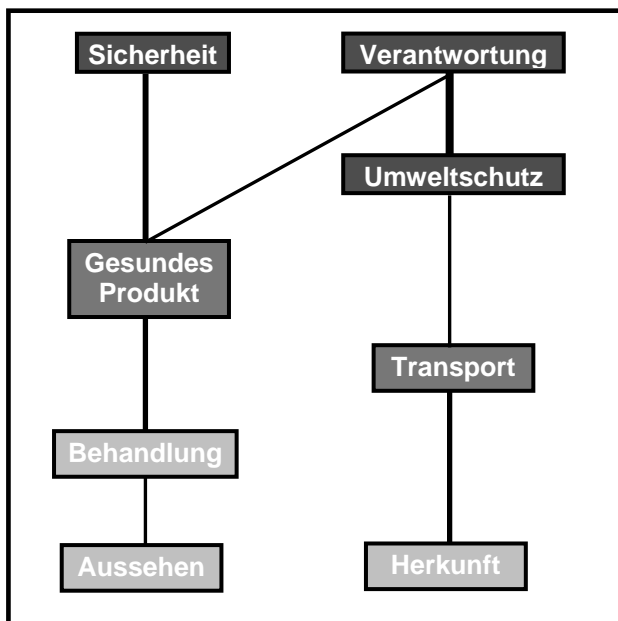 Sicherheit
Verantwortung
Umweltschutz
Gesundes
Produkt
Transport
Behandlung
Aussehen
Herkunft